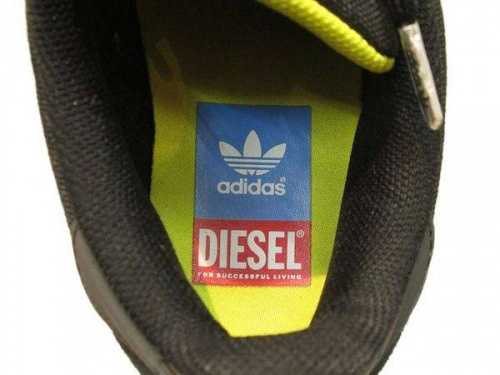 adidas®
DIESEL®
FOR SUCCESSFUL LIVING